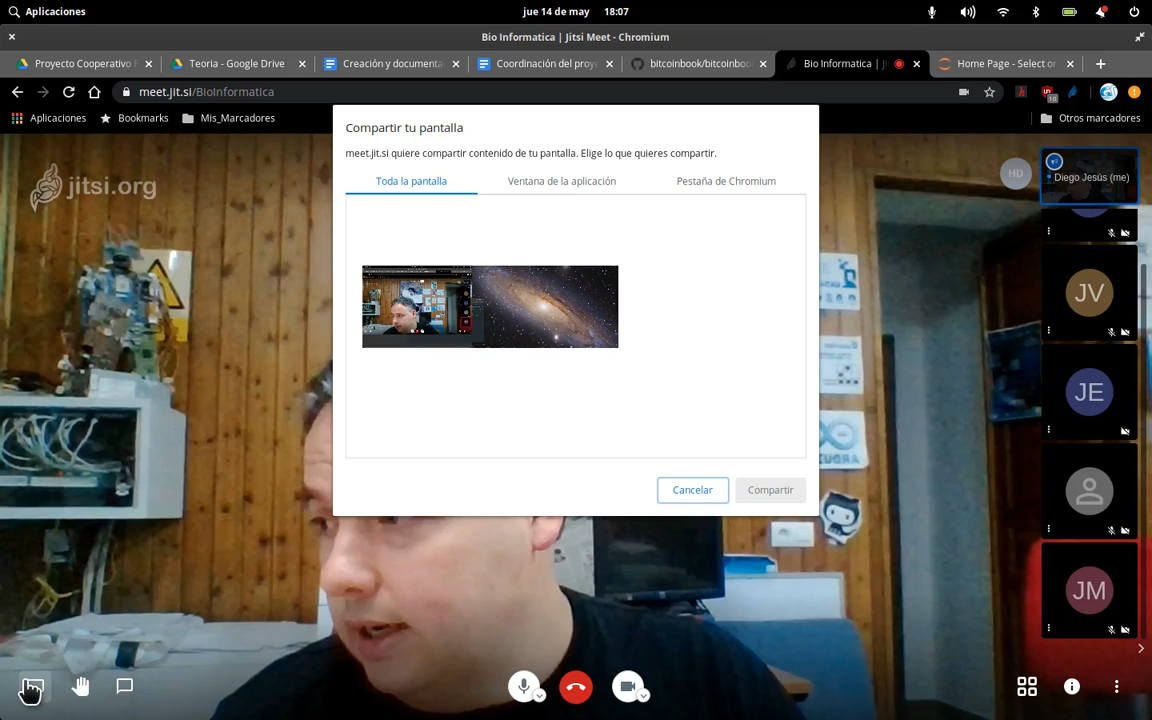 Aplicaciones
jue 14 de may 18:07
Bio Informatica | Jitsi Meet - Chromium
Proyecto Cooperativo
Teoria - Google Drive
Creación y documenta
Coordinación del proye
bitcoinbook/bitcoinboo
Bio Informatica | J
Home Page - Select or
meet.jit.si/BioInformatica
10
Aplicaciones
Bookmarks
Mis_Marcadores
Otros marcadores
jitsi.org
Compartir tu pantalla
meet.jit.si quiere compartir contenido de tu pantalla. Elige lo que quieres compartir.
Toda la pantalla
Ventana de la aplicación
Pestaña de Chromium
Cancelar
Compartir
HD
Diego Jesús (me)
JV
JE
JM